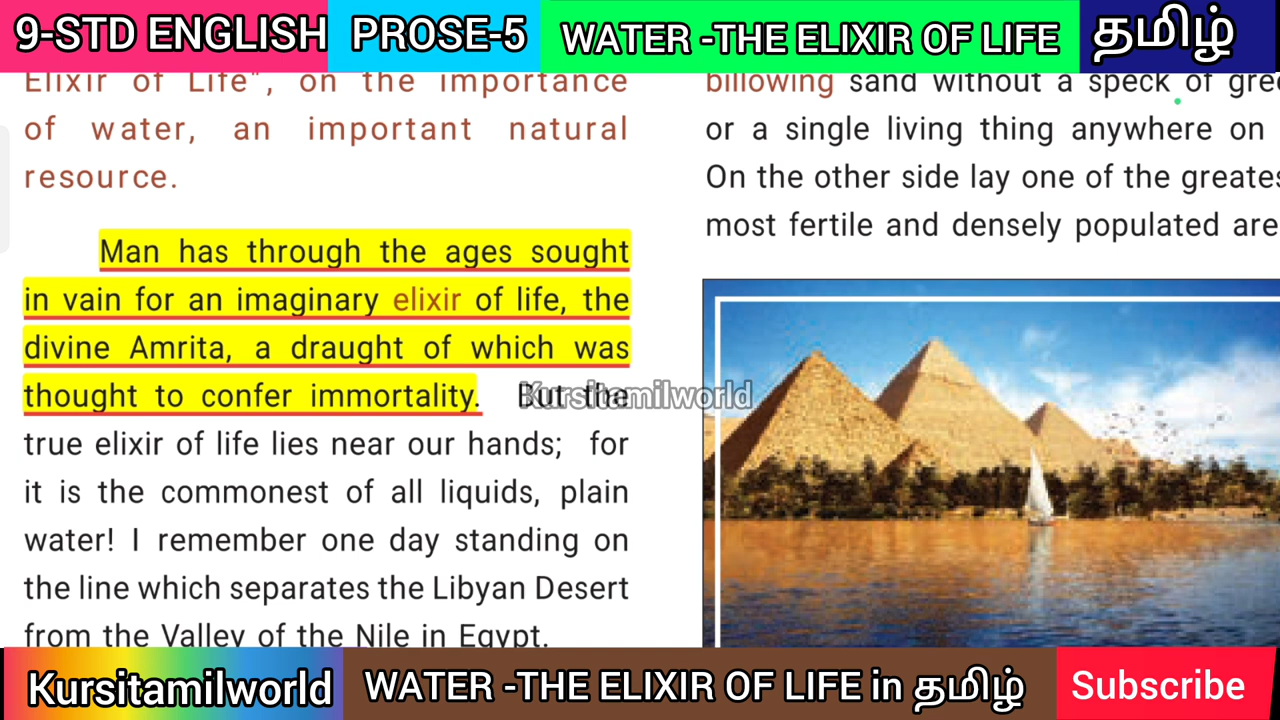 9-STD ENGLISH PROSE-5 WATER -THE ELIXIR OF LIFE தமிழ்
Elixir of Life", on the importance
of water, an important natural
resource.
Man has through the ages sought
in vain for an imaginary elixir of life, the
divine Amrita, a draught of which was
thought to confer immortality. But the
true elixir of life lies near our hands; for
it is the commonest of all liquids, plain
water! I remember one day standing on
the line which separates the Libyan Desert
from the Valley of the Nile in Egypt.
billowing sand without a speck of gree
or a single living thing anywhere on
On the other side lay one of the greates
most fertile and densely populated are
Kursitamilworld
Kursitamilworld WATER -THE ELIXIR OF LIFE in தமிழ் Subscribe